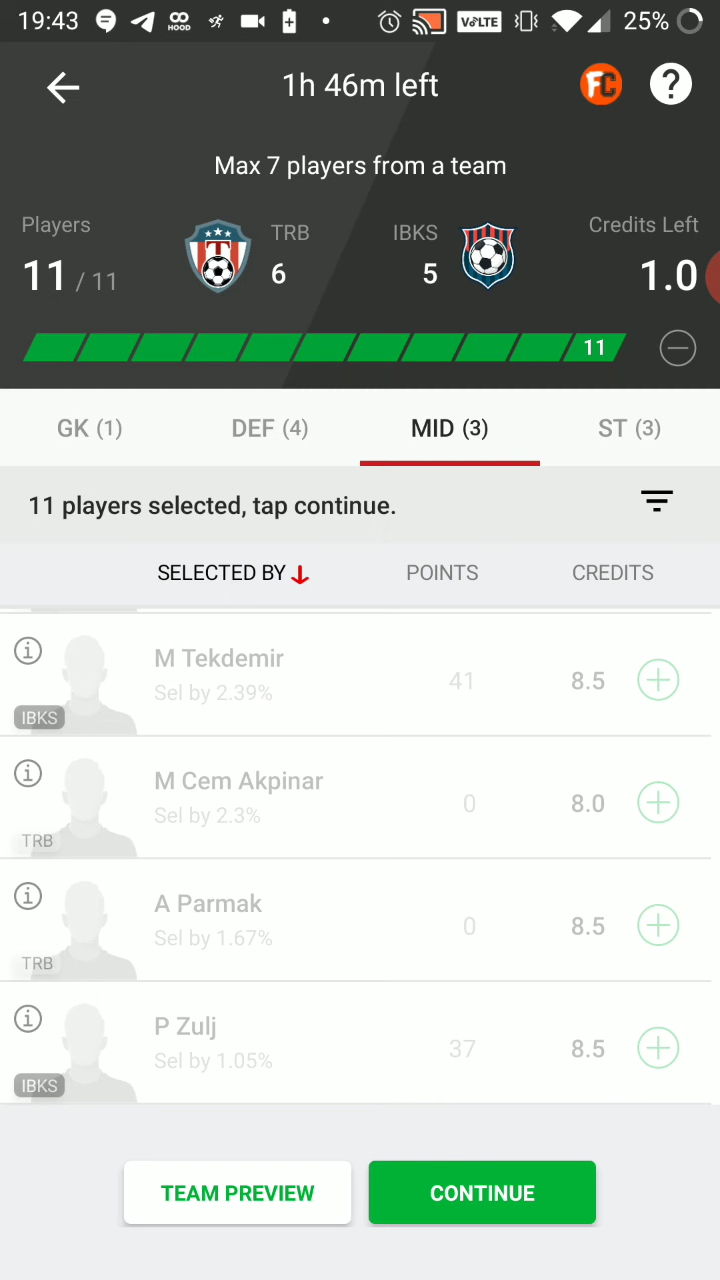 19:43 HOOD VoLTE 25%
1h 46m left FC ?
Max 7 players from a team
Players TRB IBKS Credits Left
11 / 11 T 6 5 1.0
11
GK (1) DEF (4) MID (3) ST (3)
11 players selected, tap continue.
SELECTED BY POINTS CREDITS
M Tekdemir
Sel by 2.39% 41 8.5
IBKS
M Cem Akpinar
Sel by 2.3% 0 8.0
TRB
A Parmak
Sel by 1.67% 0 8.5
TRB
P Zulj
Sel by 1.05% 37 8.5
IBKS
TEAM PREVIEW CONTINUE